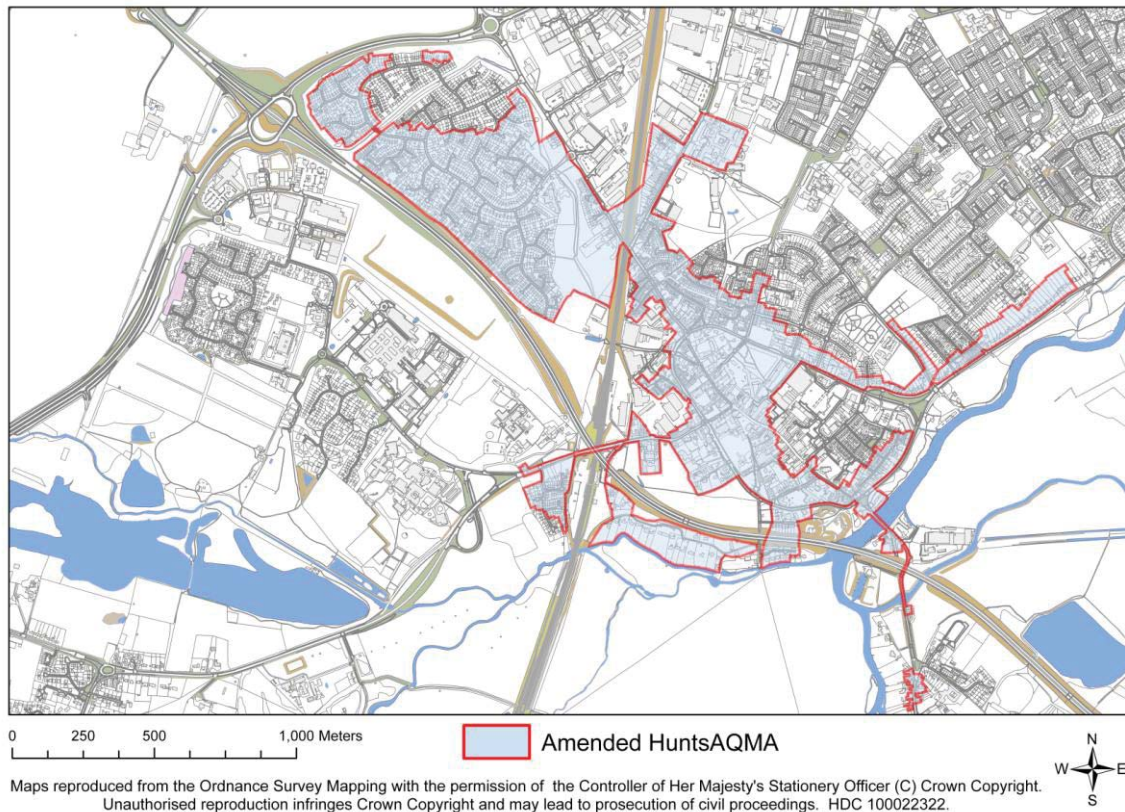 0 250 500 1,000 Meters
Amended HuntsAQMA
N
W E
S
Maps reproduced from the Ordnance Survey Mapping with the permission of the Controller of Her Majesty's Stationery Officer (C) Crown Copyright.
Unauthorised reproduction infringes Crown Copyright and may lead to prosecution of civil proceedings. HDC 100022322.